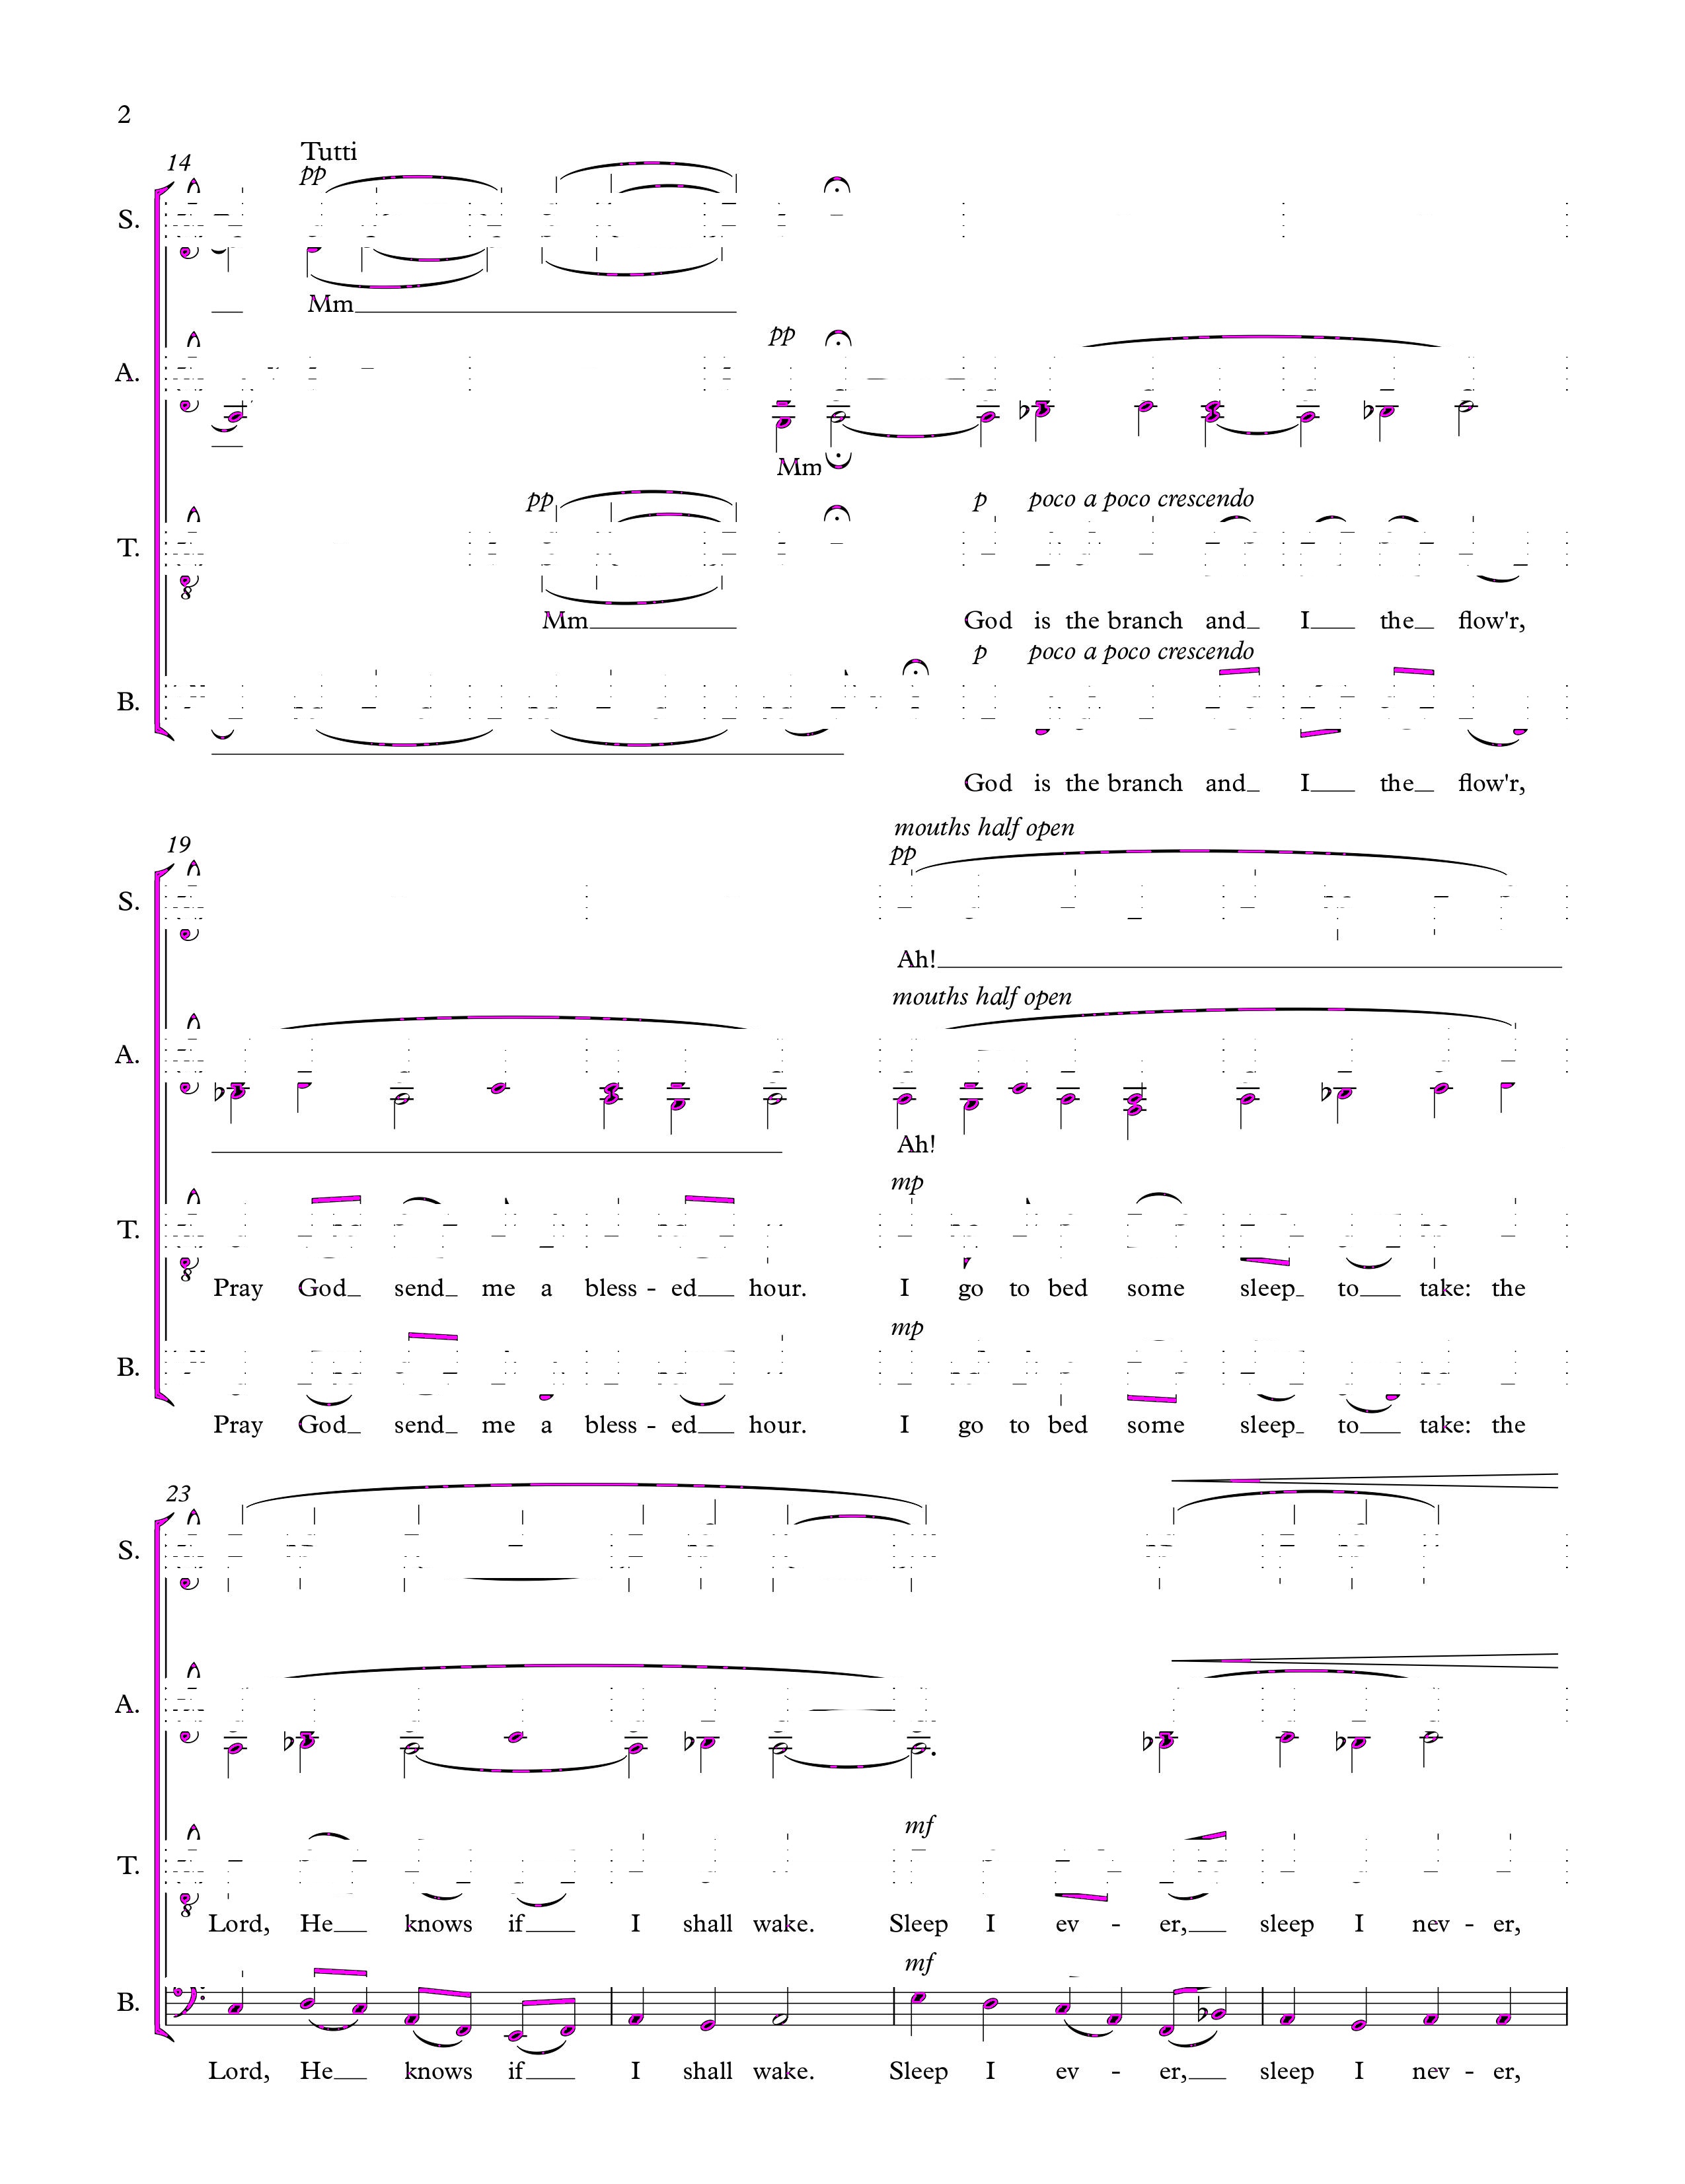 2
14
Tutti
pp
S.
Mm
pp
A.
Mm
pp
p poco a poco crescendo
T.
8
Mm God is the branch and I the flow'r,
p poco a poco crescendo
B.
God is the branch and I the flow'r,
19
mouths half open
pp
S.
Ah!
mouths half open
A.
Ah!
mp
T.
8
Pray God send me a bless - ed hour. I go to bed some sleep to take: the
mp
B.
Pray God send me a bless - ed hour. I go to bed some sleep to take: the
23
S.
A.
mf
T.
8
Lord, He knows if I shall wake. Sleep I ev - er, sleep I nev - er,
mf
B.
Lord, He knows if I shall wake. Sleep I ev - er, sleep I nev - er,